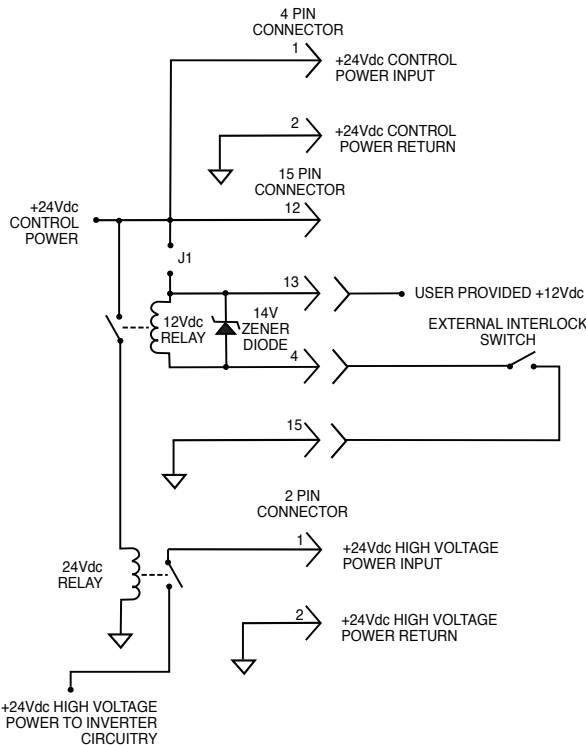 4 PIN
CONNECTOR
1
+24Vdc CONTROL
POWER INPUT
2
+24Vdc CONTROL
POWER RETURN
15 PIN
CONNECTOR
+24Vdc
CONTROL
POWER
12
J1
13
USER PROVIDED +12Vdc
12Vdc
RELAY
14V
ZENER
DIODE
EXTERNAL INTERLOCK
SWITCH
4
15
2 PIN
CONNECTOR
1
+24Vdc HIGH VOLTAGE
POWER INPUT
24Vdc
RELAY
2
+24Vdc HIGH VOLTAGE
POWER RETURN
+24Vdc HIGH VOLTAGE
POWER TO INVERTER
CIRCUITRY